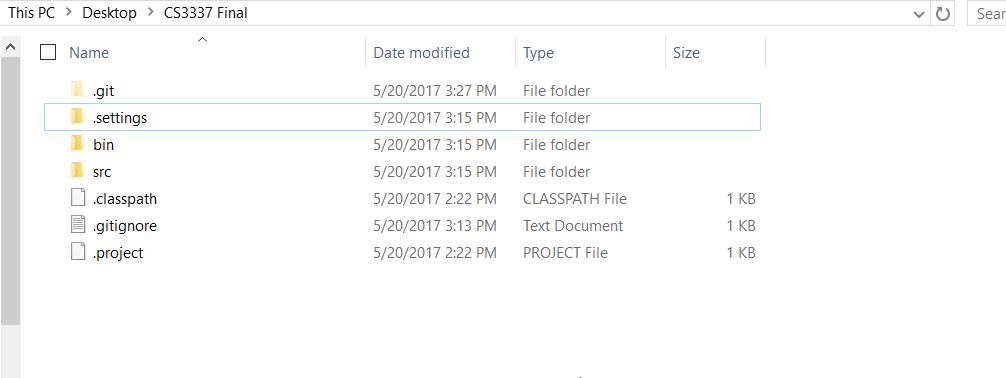 This PC > Desktop > CS3337 Final Sear
Name Date modified Type Size
.git 5/20/2017 3:27 PM File folder
.settings 5/20/2017 3:15 PM File folder
bin 5/20/2017 3:15 PM File folder
src 5/20/2017 3:15 PM File folder
.classpath 5/20/2017 2:22 PM CLASSPATH File 1 KB
.gitignore 5/20/2017 3:13 PM Text Document 1 KB
.project 5/20/2017 2:22 PM PROJECT File 1 KB